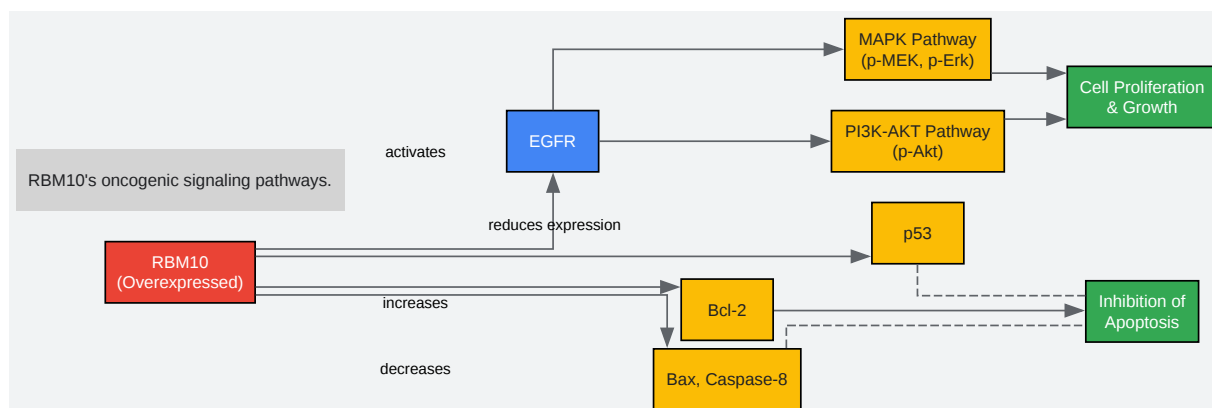 MAPK Pathway
(p-MEK, p-Erk)
Cell Proliferation
& Growth
EGFR
PI3K-AKT Pathway
(p-Akt)
activates
RBM10's oncogenic signaling pathways.
reduces expression
p53
RBM10
(Overexpressed)
increases
Bcl-2
Inhibition of
Apoptosis
decreases
Bax, Caspase-8